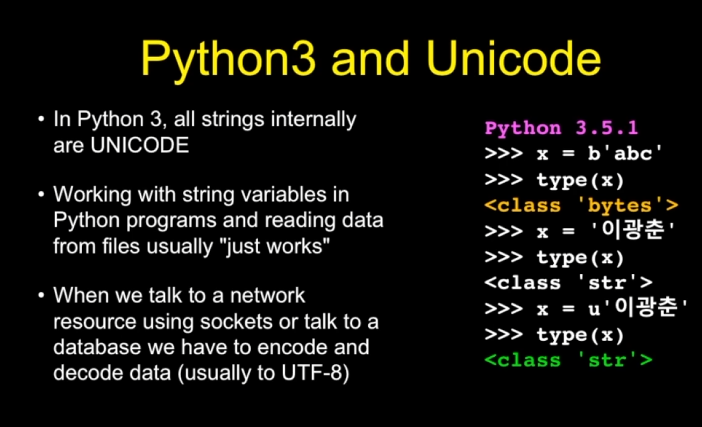 Python3 and Unicode
• In Python 3, all strings internally
are UNICODE
• Working with string variables in
Python programs and reading data
from files usually "just works"
• When we talk to a network
resource using sockets or talk to a
database we have to encode and
decode data (usually to UTF-8)
Python 3.5.1
>>> x = b'abc'
>>> type(x)
<class 'bytes'>
>>> x = '이광춘'
>>> type(x)
<class 'str'>
>>> x = u'이광춘'
>>> type(x)
<class 'str'>